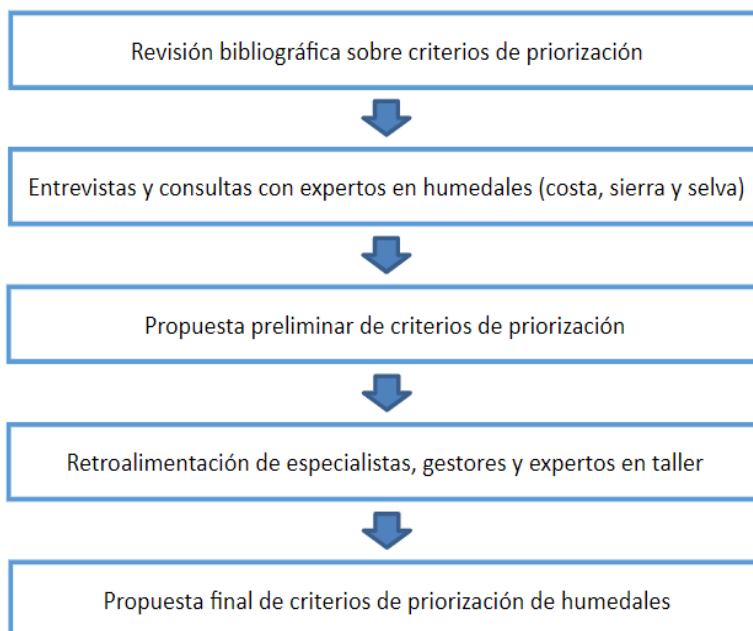 Revisión bibliográfica sobre criterios de priorización
Entrevistas y consultas con expertos en humedales (costa, sierra y selva)
Propuesta preliminar de criterios de priorización
Retroalimentación de especialistas, gestores y expertos en taller
Propuesta final de criterios de priorización de humedales